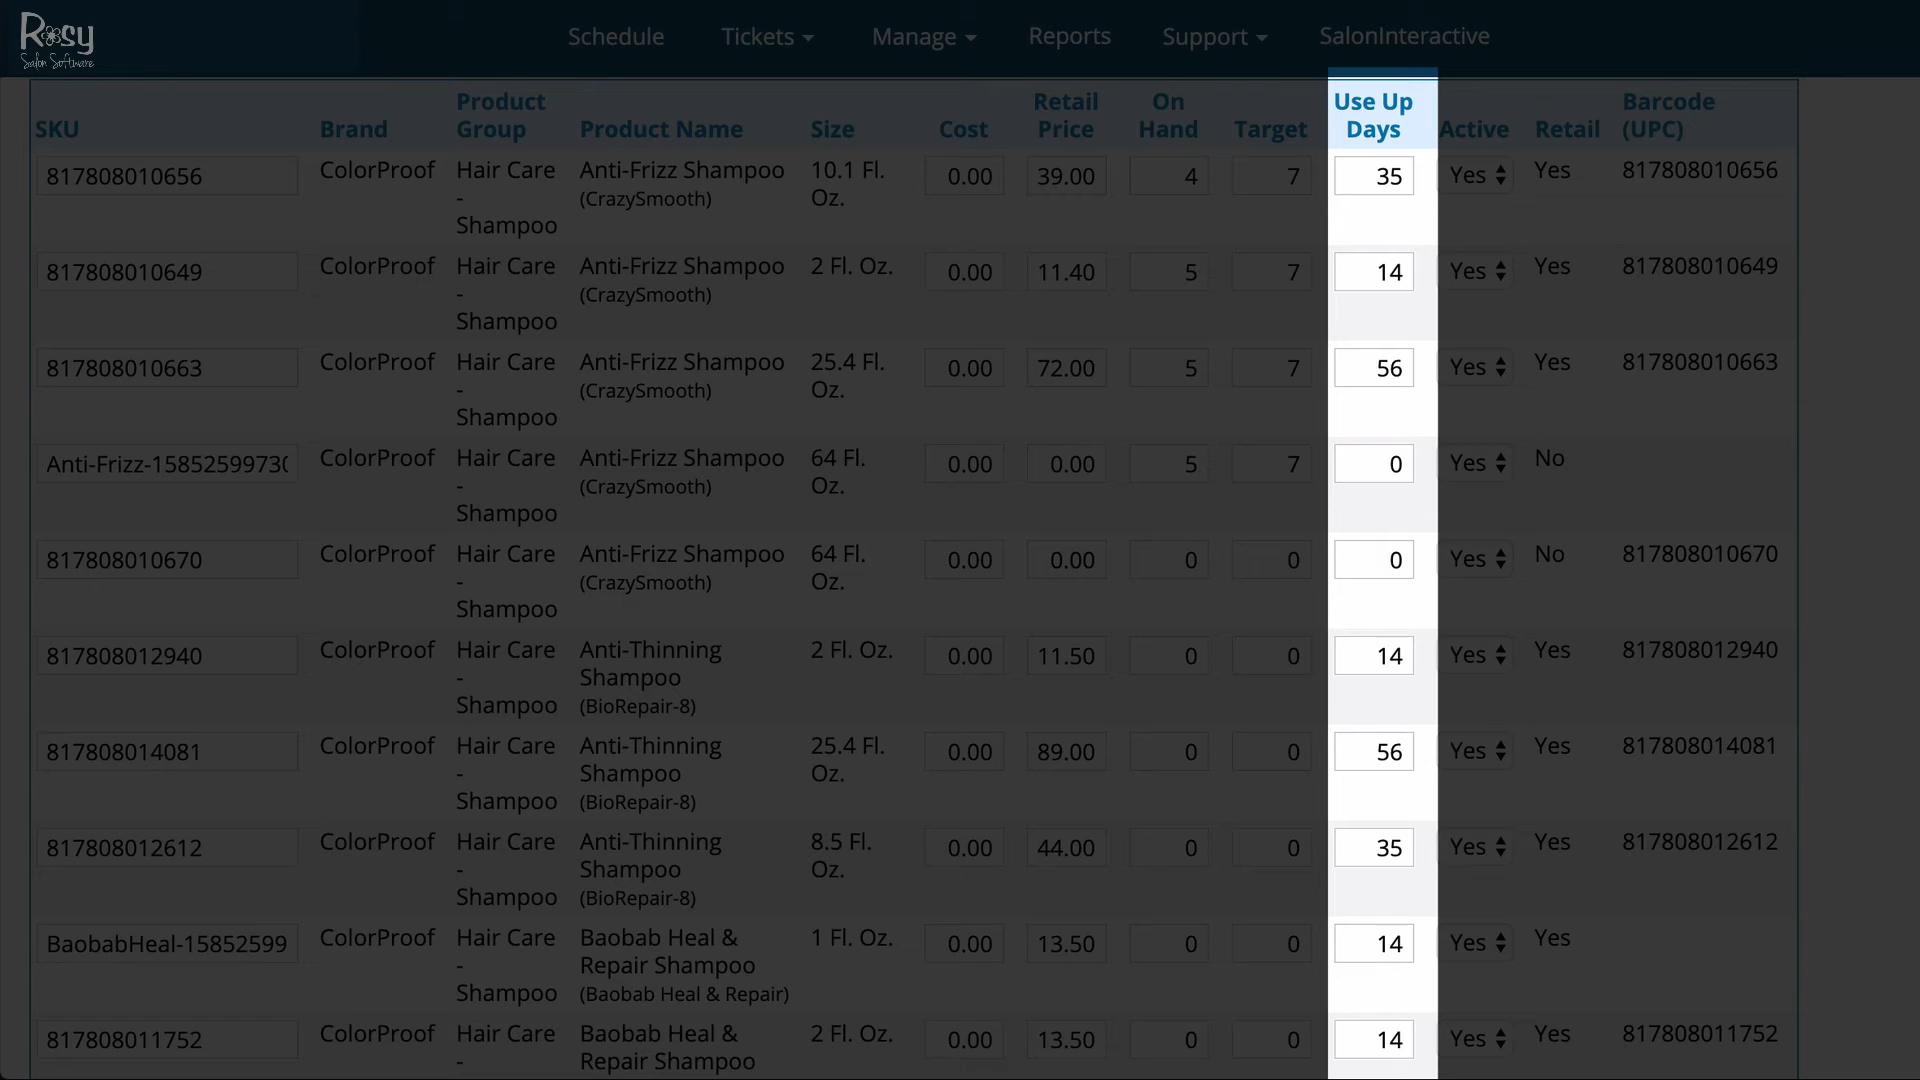 Rosy
Salon Software
Schedule Tickets Manage Reports Support SalonInteractive
SKU Brand Product Group Product Name Size Cost Retail Price On Hand Target Use Up Days Active Retail Barcode (UPC)
817808010656 ColorProof Hair Care - Shampoo Anti-Frizz Shampoo (CrazySmooth) 10.1 Fl. Oz. 0.00 39.00 4 7 35 Yes Yes 817808010656
817808010649 ColorProof Hair Care - Shampoo Anti-Frizz Shampoo (CrazySmooth) 2 Fl. Oz. 0.00 11.40 5 7 14 Yes Yes 817808010649
817808010663 ColorProof Hair Care - Shampoo Anti-Frizz Shampoo (CrazySmooth) 25.4 Fl. Oz. 0.00 72.00 5 7 56 Yes Yes 817808010663
Anti-Frizz-1585259973( ColorProof Hair Care - Shampoo Anti-Frizz Shampoo (CrazySmooth) 64 Fl. Oz. 0.00 0.00 5 7 0 Yes No
817808010670 ColorProof Hair Care - Shampoo Anti-Frizz Shampoo (CrazySmooth) 64 Fl. Oz. 0.00 0.00 0 0 0 Yes No 817808010670
817808012940 ColorProof Hair Care - Shampoo Anti-Thinning Shampoo (BioRepair-8) 2 Fl. Oz. 0.00 11.50 0 0 14 Yes Yes 817808012940
817808014081 ColorProof Hair Care - Shampoo Anti-Thinning Shampoo (BioRepair-8) 25.4 Fl. Oz. 0.00 89.00 0 0 56 Yes Yes 817808014081
817808012612 ColorProof Hair Care - Shampoo Anti-Thinning Shampoo (BioRepair-8) 8.5 Fl. Oz. 0.00 44.00 0 0 35 Yes Yes 817808012612
BaobabHeal-15852599 ColorProof Hair Care - Shampoo Baobab Heal & Repair Shampoo (Baobab Heal & Repair) 1 Fl. Oz. 0.00 13.50 0 0 14 Yes Yes
817808011752 ColorProof Hair Care - Baobab Heal & Repair Shampoo 2 Fl. Oz. 0.00 13.50 0 0 14 Yes Yes 817808011752